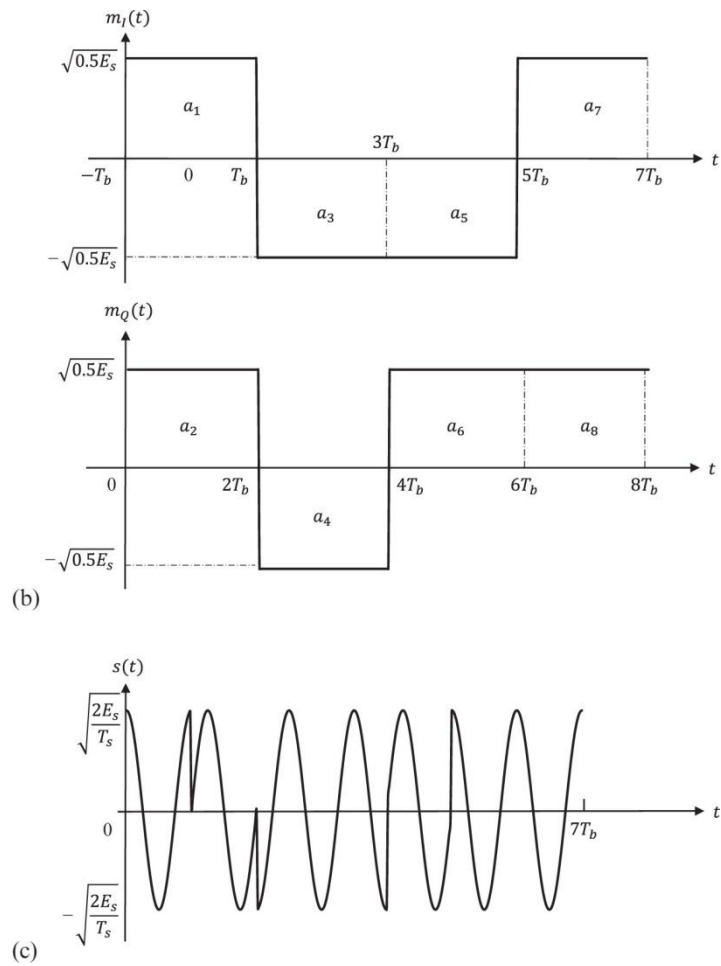 m_I(t)
√0.5E_s
a_1
a_7
3T_b
t
−T_b 0 T_b 5T_b 7T_b
a_3 a_5
−√0.5E_s
m_Q(t)
√0.5E_s
a_2 a_6 a_8
t
0 2T_b 4T_b 6T_b 8T_b
a_4
−√0.5E_s
(b)
s(t)
√(2E_s/T_s)
t
0 7T_b
−√(2E_s/T_s)
(c)